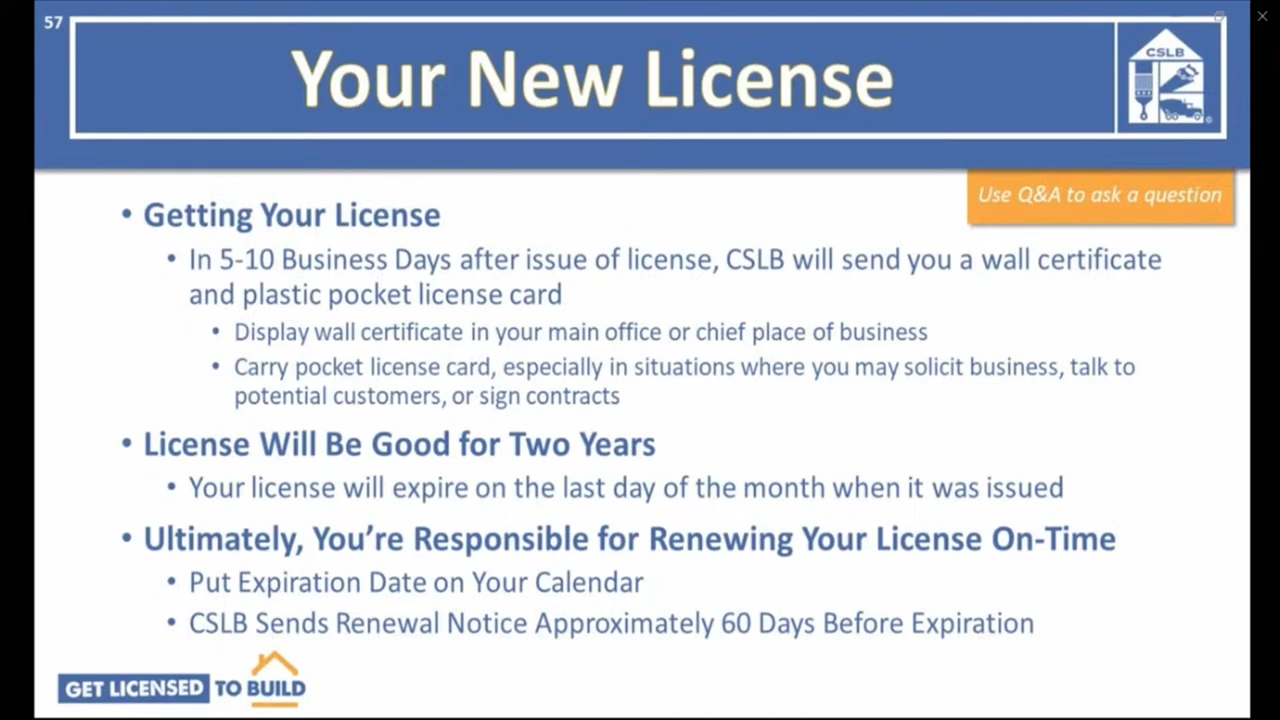 57
Your New License
CSLB
Use Q&A to ask a question
• Getting Your License
• In 5-10 Business Days after issue of license, CSLB will send you a wall certificate
and plastic pocket license card
• Display wall certificate in your main office or chief place of business
• Carry pocket license card, especially in situations where you may solicit business, talk to
potential customers, or sign contracts
• License Will Be Good for Two Years
• Your license will expire on the last day of the month when it was issued
• Ultimately, You’re Responsible for Renewing Your License On-Time
• Put Expiration Date on Your Calendar
• CSLB Sends Renewal Notice Approximately 60 Days Before Expiration
GET LICENSED TO BUILD